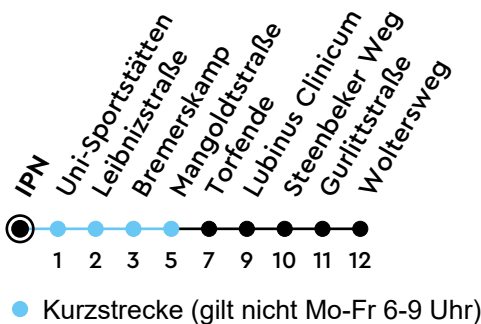 IPN
Uni-Sportstätten
Leibnizstraße
Bremerskamp
Mangoldtstraße
Torfende
Lubinus Clinicum
Steenbeker Weg
Gurlittstraße
Woltersweg
1 2 3 5 7 9 10 11 12
Kurzstrecke (gilt nicht Mo-Fr 6-9 Uhr)